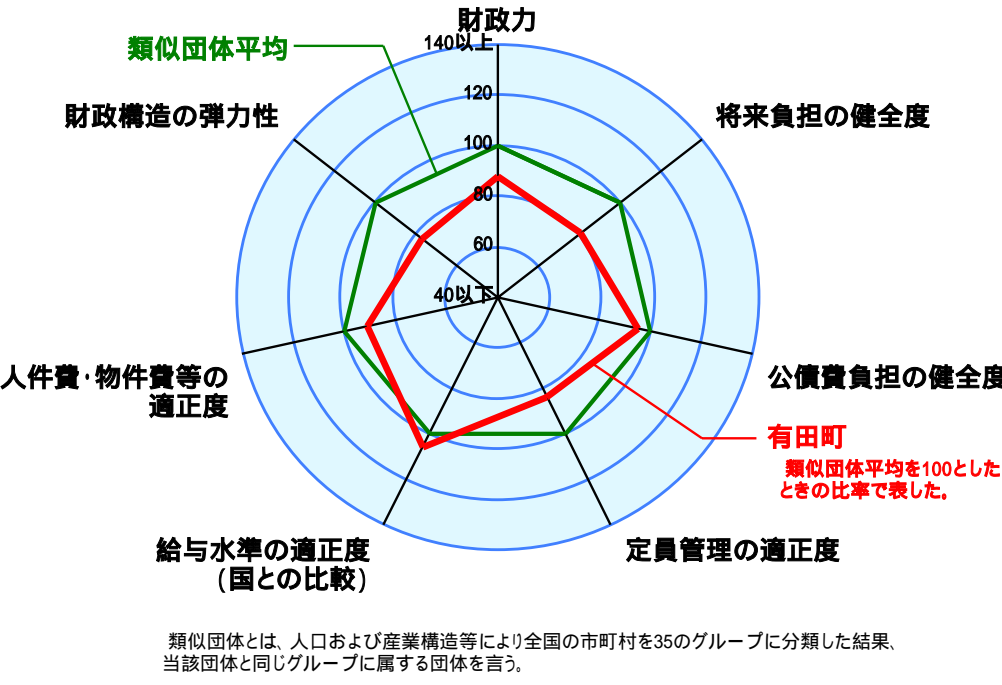 財政力
140以上
類似団体平均
120
財政構造の弾力性
将来負担の健全度
100
80
60
40以下
人件費・物件費等の
適正度
公債費負担の健全度
有田町
類似団体平均を100とした
ときの比率で表した。
給与水準の適正度
(国との比較)
定員管理の適正度
類似団体とは、人口および産業構造等により全国の市町村を35のグループに分類した結果、
当該団体と同じグループに属する団体を言う。